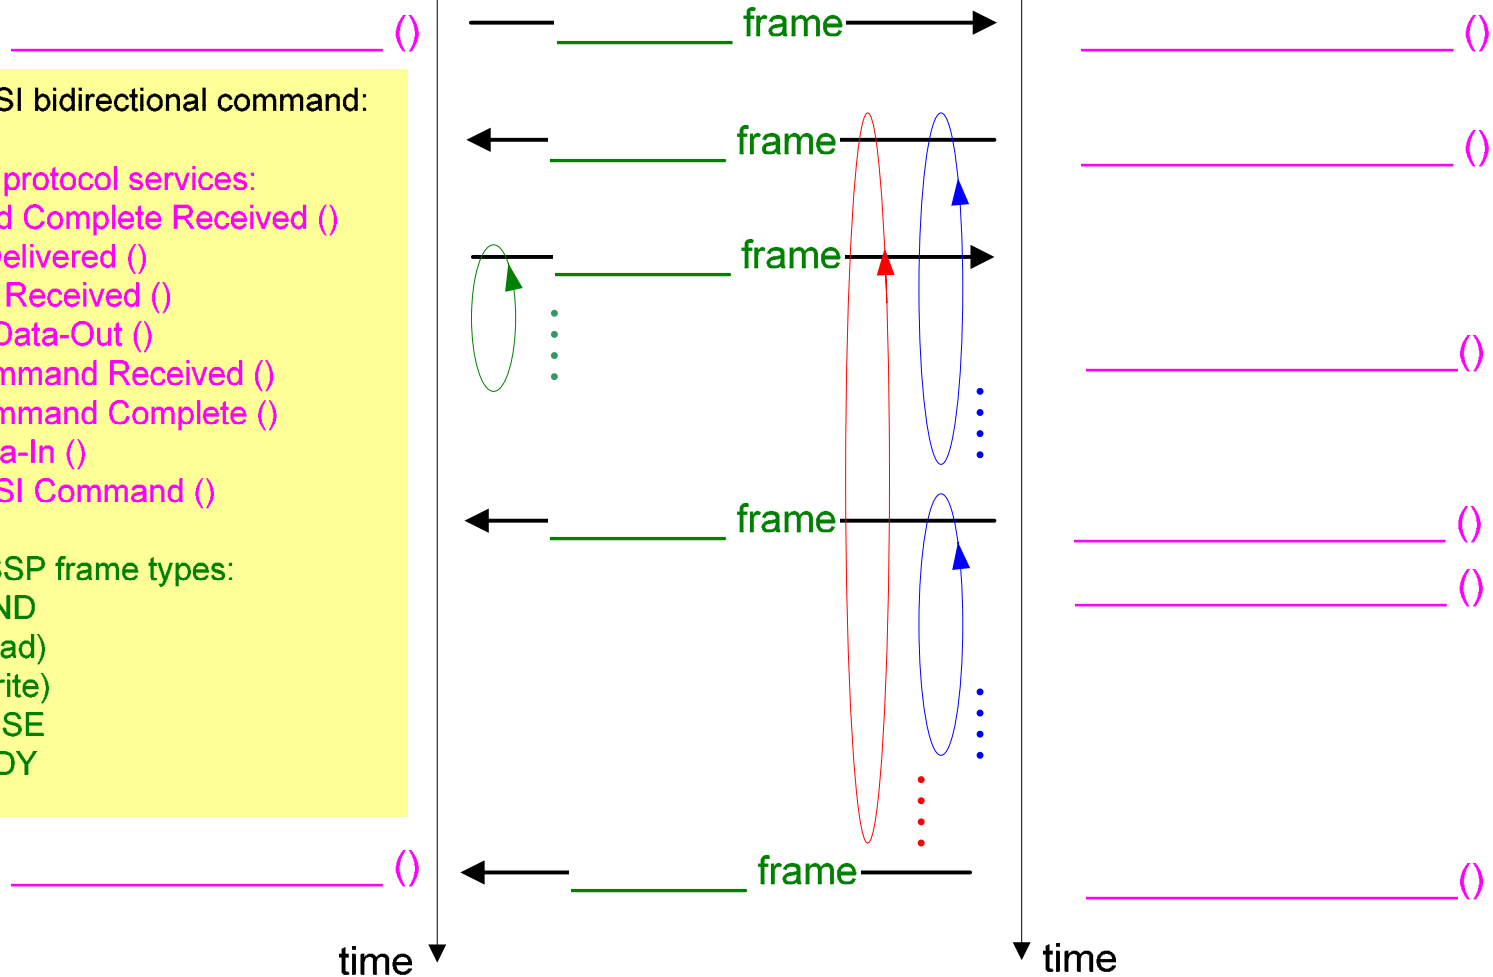 () frame ()
SI bidirectional command:
frame ()
protocol services:
d Complete Received ()
elivered ()
frame
Received ()
Data-Out ()
()
mmand Received ()
mmand Complete ()
a-In ()
SI Command ()
frame ()
SSP frame types:
()
ND
ad)
rite)
SE
DY
() frame ()
time time